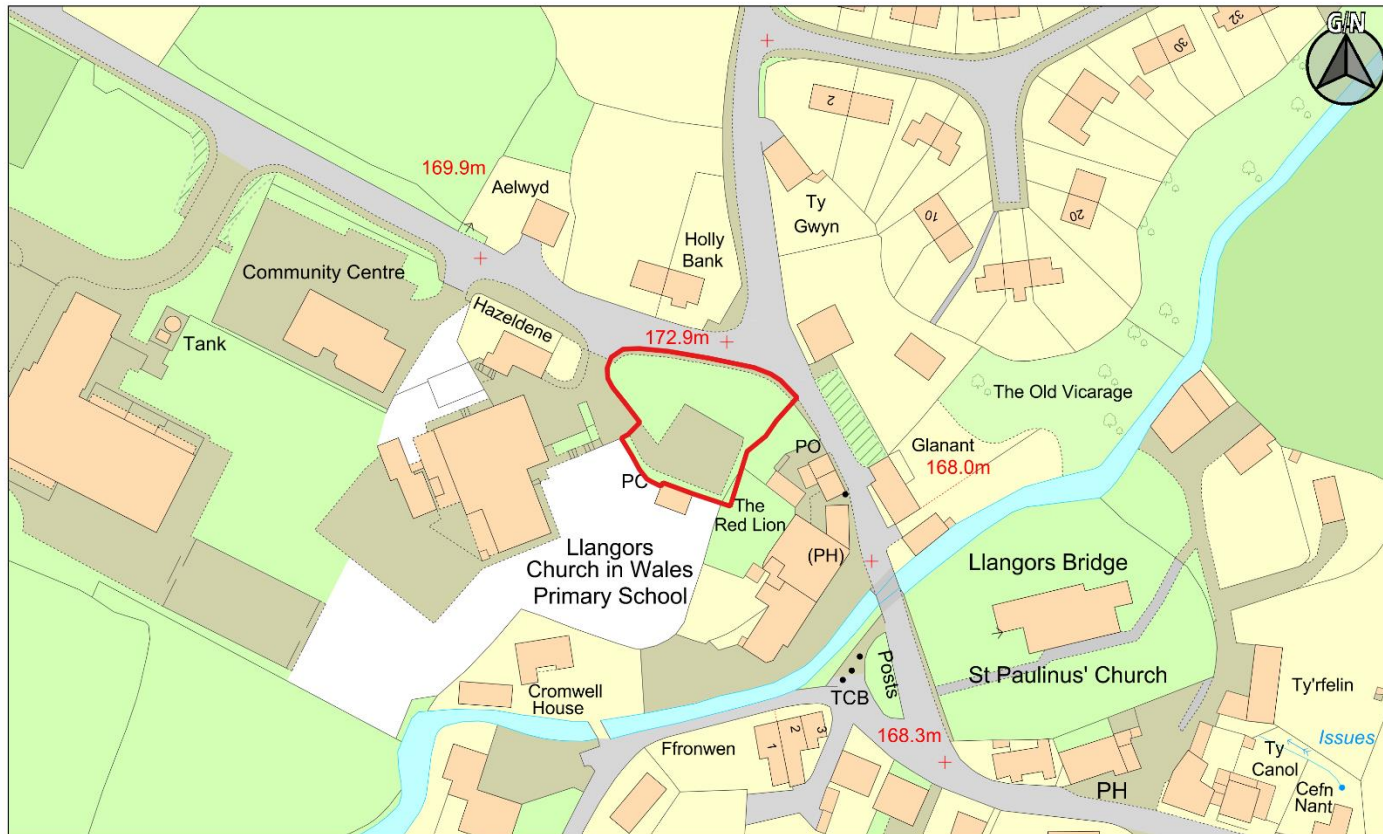 G/N
32
30
2
169.9m
Aelwyd
Ty
Gwyn
10
20
Holly
Bank
Community Centre
Hazeldene
172.9m
Tank
The Old Vicarage
PO
Glanant
168.0m
PC
The
Red Lion
(PH)
Llangors
Church in Wales
Primary School
Llangors Bridge
Posts
St Paulinus' Church
Cromwell
House
TCB
Ty'rfelin
168.3m
Ffronwen
1
2
3
Issues
Ty
Canol
Cefn
Nant
PH